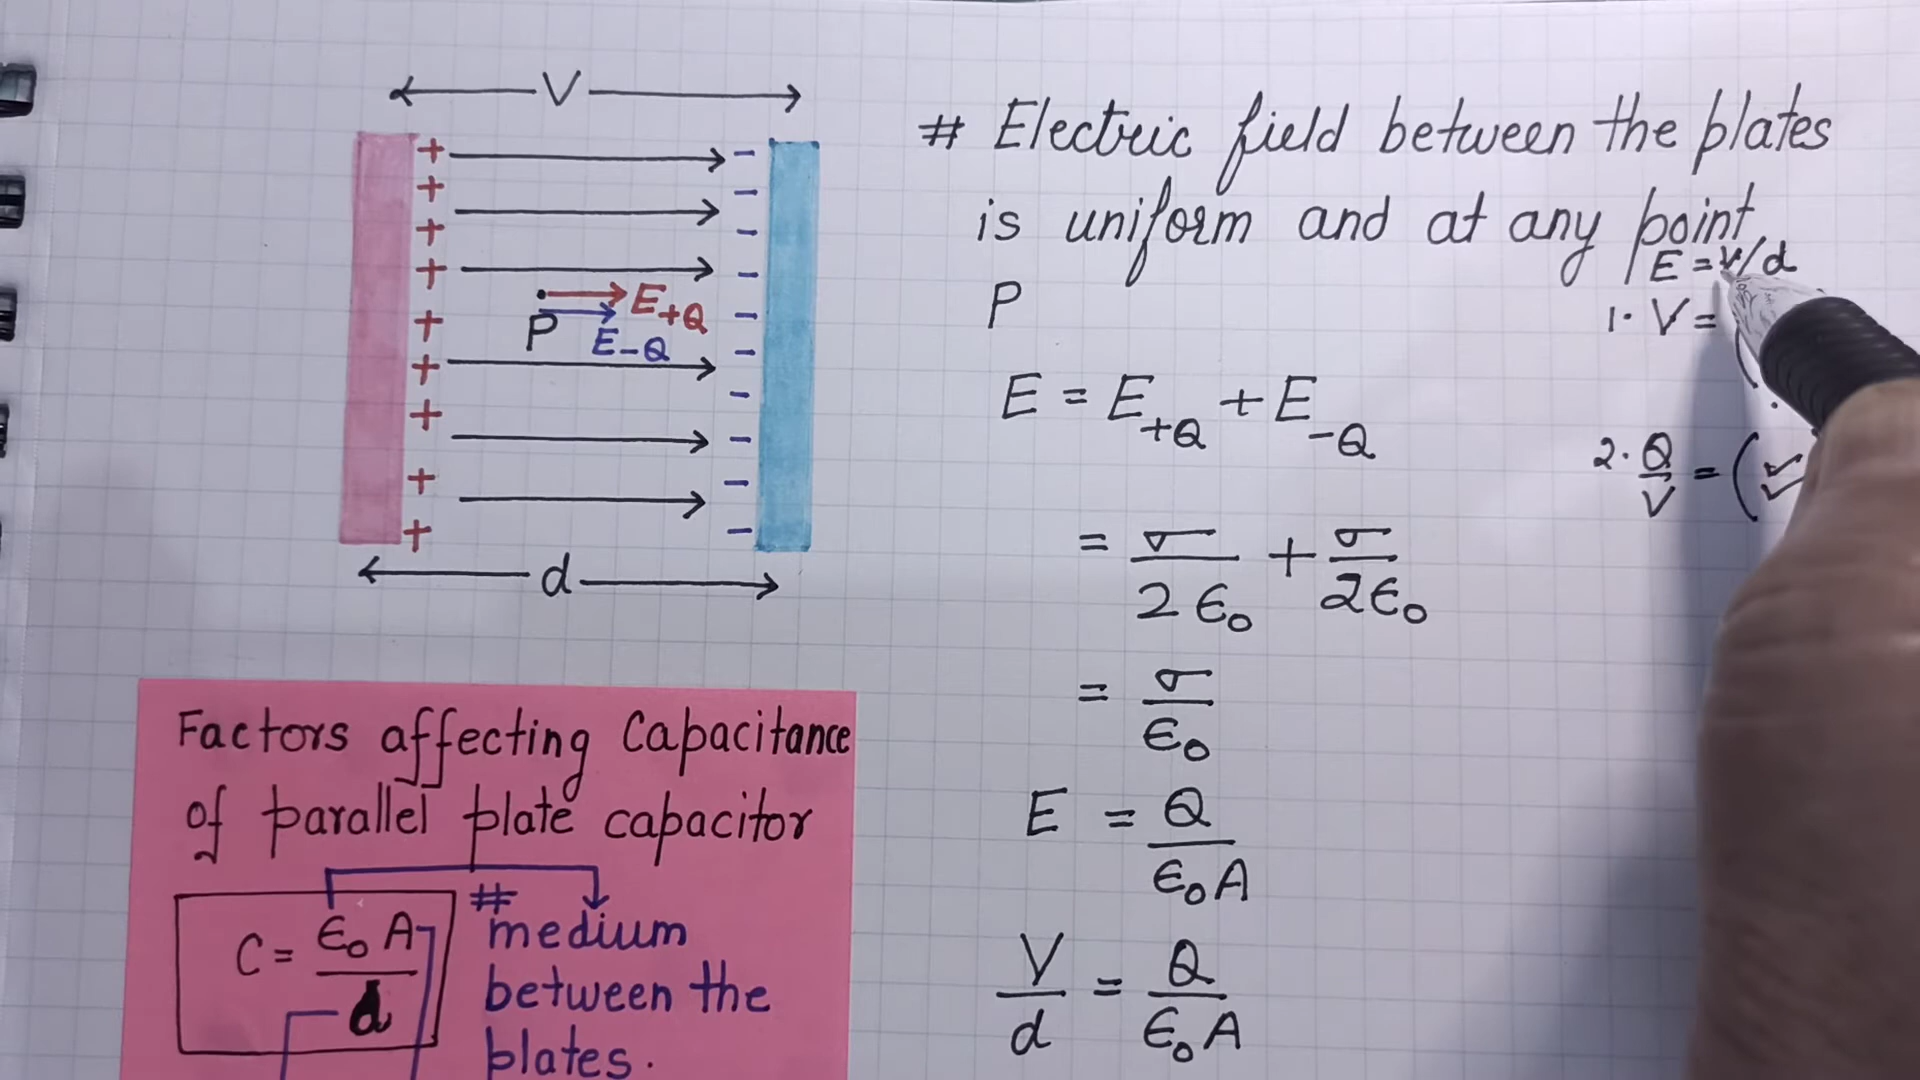 V
+ -
+ -
+ -
+ -
+ -
+ -
+ -
+ -
+ -
P
E+Q
E-Q
d
Factors affecting Capacitance
of parallel plate capacitor
C = ϵ₀ A / d
# medium
between the
plates.
# Electric field between the plates
is uniform and at any point
P
E = V/d
1. V =
2. Q/V = (
E = E+Q + E-Q
= σ/2ϵ₀ + σ/2ϵ₀
= σ/ϵ₀
E = Q/ϵ₀A
V/d = Q/ϵ₀A